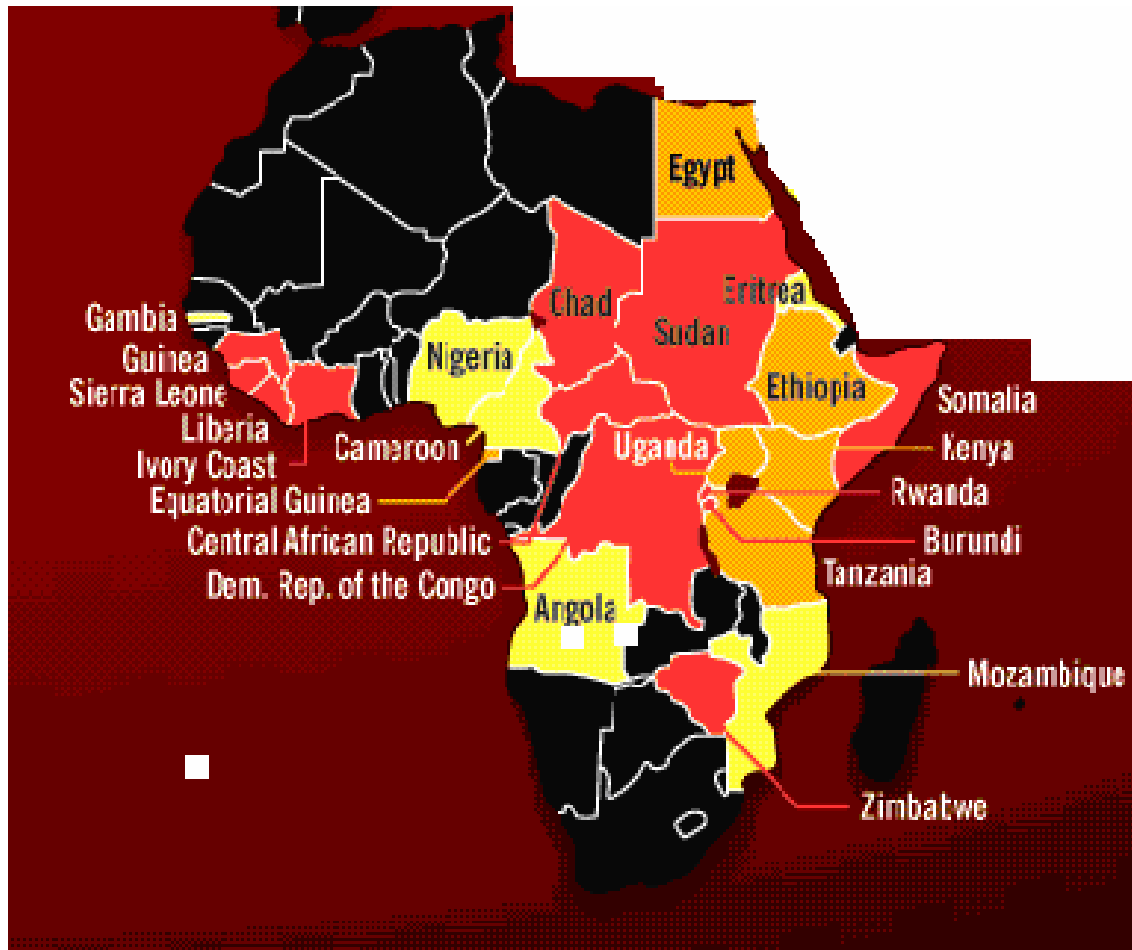 Egypt
Eritrea
Chad
Sudan
Gambia
Guinea
Nigeria
Ethiopia
Sierra Leone
Somalia
Liberia
Cameroon
Uganda
Kenya
Ivory Coast
Equatorial Guinea
Rwanda
Central African Republic
Burundi
Dem. Rep. of the Congo
Tanzania
Angola
Mozambique
Zimbabwe